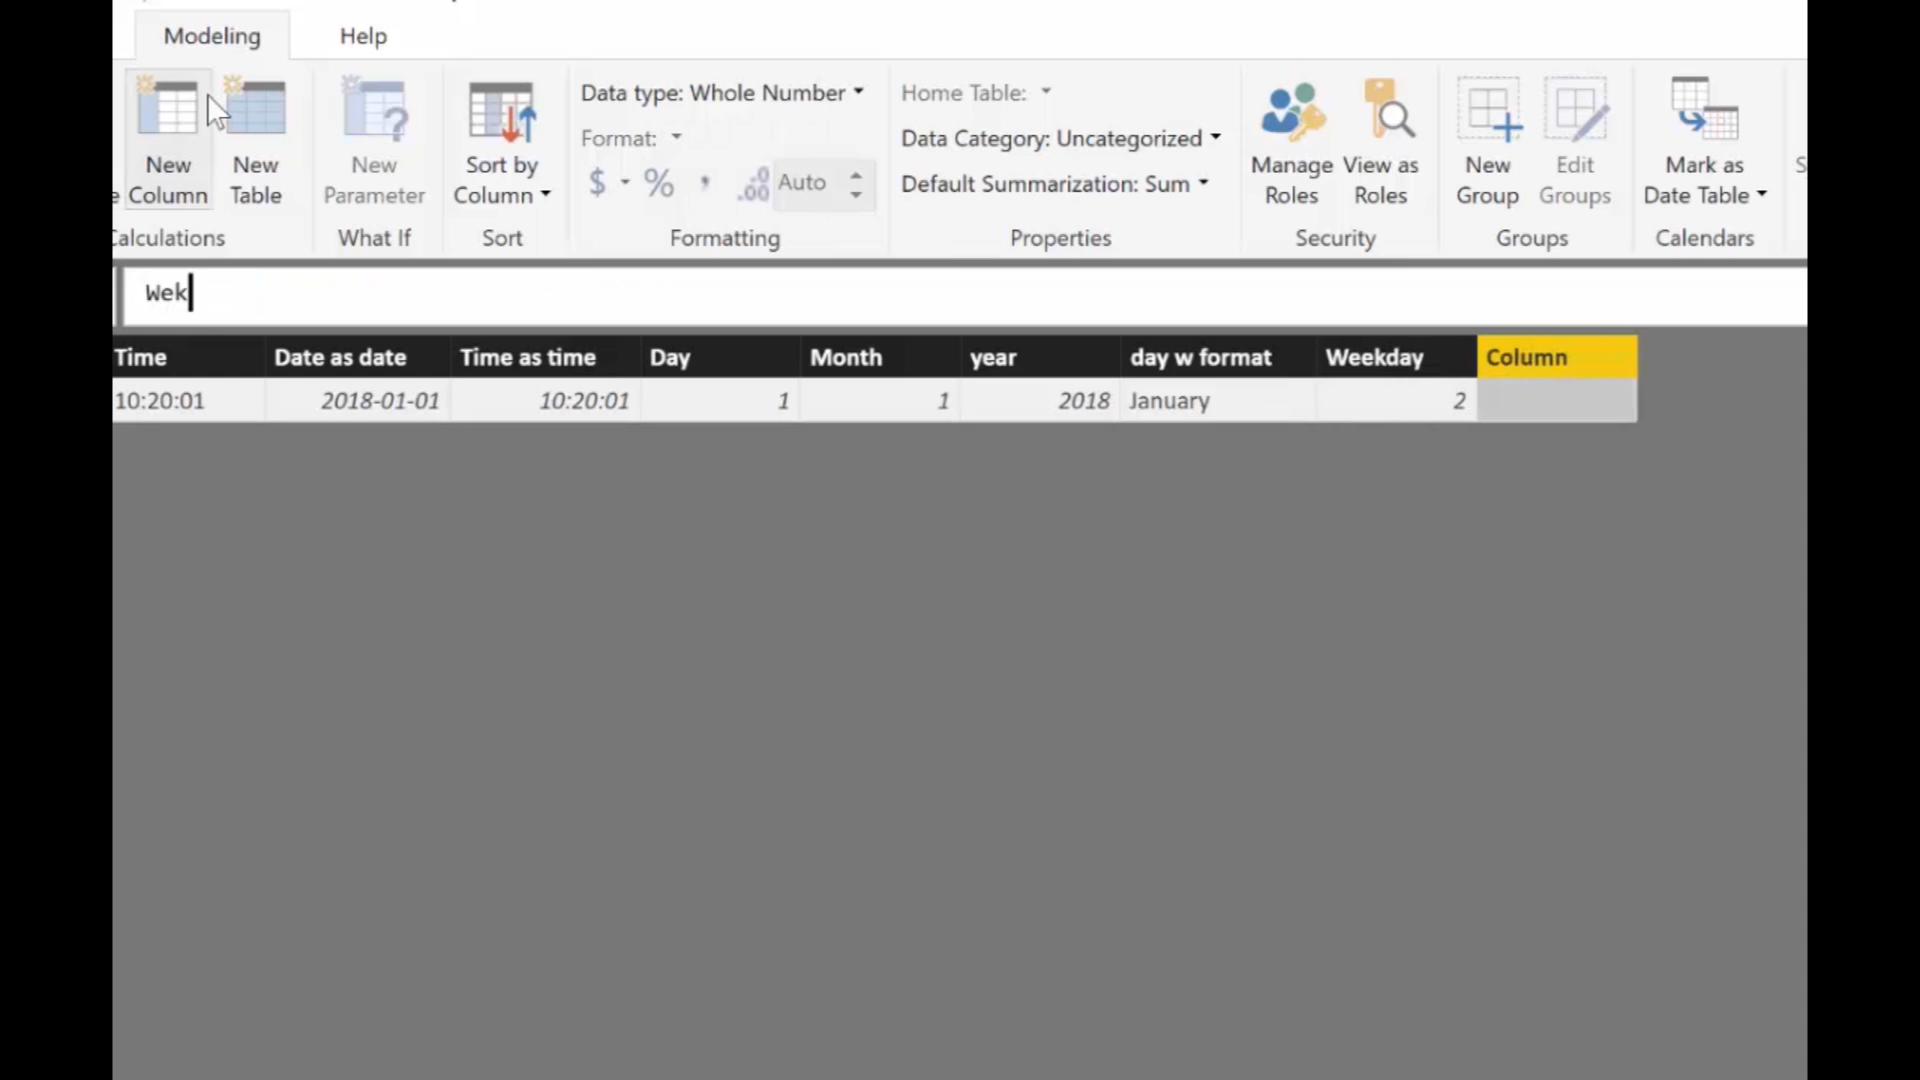 Modeling Help
New Column
New Table
New Parameter
Sort by Column
Data type: Whole Number
Format:
$ % , .00 Auto
Home Table:
Data Category: Uncategorized
Default Summarization: Sum
Manage Roles
View as Roles
New Group
Edit Groups
Mark as Date Table
Calculations What If Sort Formatting Properties Security Groups Calendars
Wek
Time Date as date Time as time Day Month year day w format Weekday Column
10:20:01 2018-01-01 10:20:01 1 1 2018 January 2